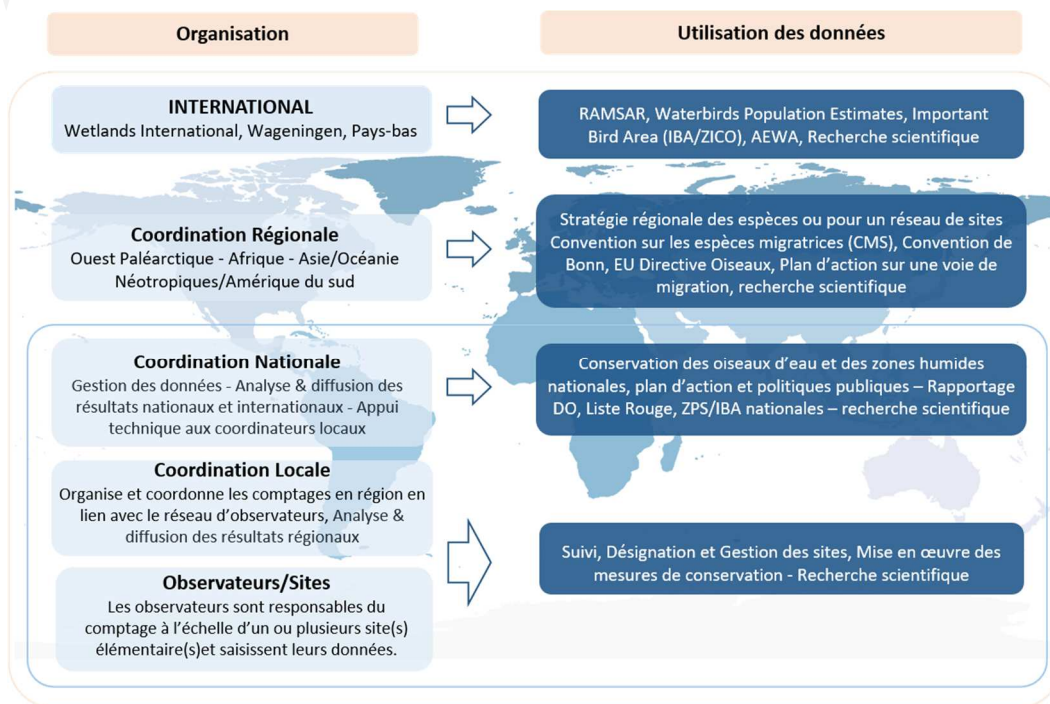 Organisation
Utilisation des données
INTERNATIONAL
Wetlands International, Wageningen, Pays-bas
RAMSAR, Waterbirds Population Estimates, Important
Bird Area (IBA/ZICO), AEWA, Recherche scientifique
Coordination Régionale
Ouest Paléarctique - Afrique - Asie/Océanie
Néotropiques/Amérique du sud
Stratégie régionale des espèces ou pour un réseau de sites
Convention sur les espèces migratrices (CMS), Convention de
Bonn, EU Directive Oiseaux, Plan d'action sur une voie de
migration, recherche scientifique
Coordination Nationale
Gestion des données - Analyse & diffusion des
résultats nationaux et internationaux - Appui
technique aux coordinateurs locaux
Conservation des oiseaux d'eau et des zones humides
nationales, plan d'action et politiques publiques – Rapportage
DO, Liste Rouge, ZPS/IBA nationales – recherche scientifique
Coordination Locale
Organise et coordonne les comptages en région en
lien avec le réseau d'observateurs, Analyse &
diffusion des résultats régionaux
Observateurs/Sites
Les observateurs sont responsables du
comptage à l'échelle d'un ou plusieurs site(s)
élémentaire(s)et saisissent leurs données.
Suivi, Désignation et Gestion des sites, Mise en œuvre des
mesures de conservation - Recherche scientifique